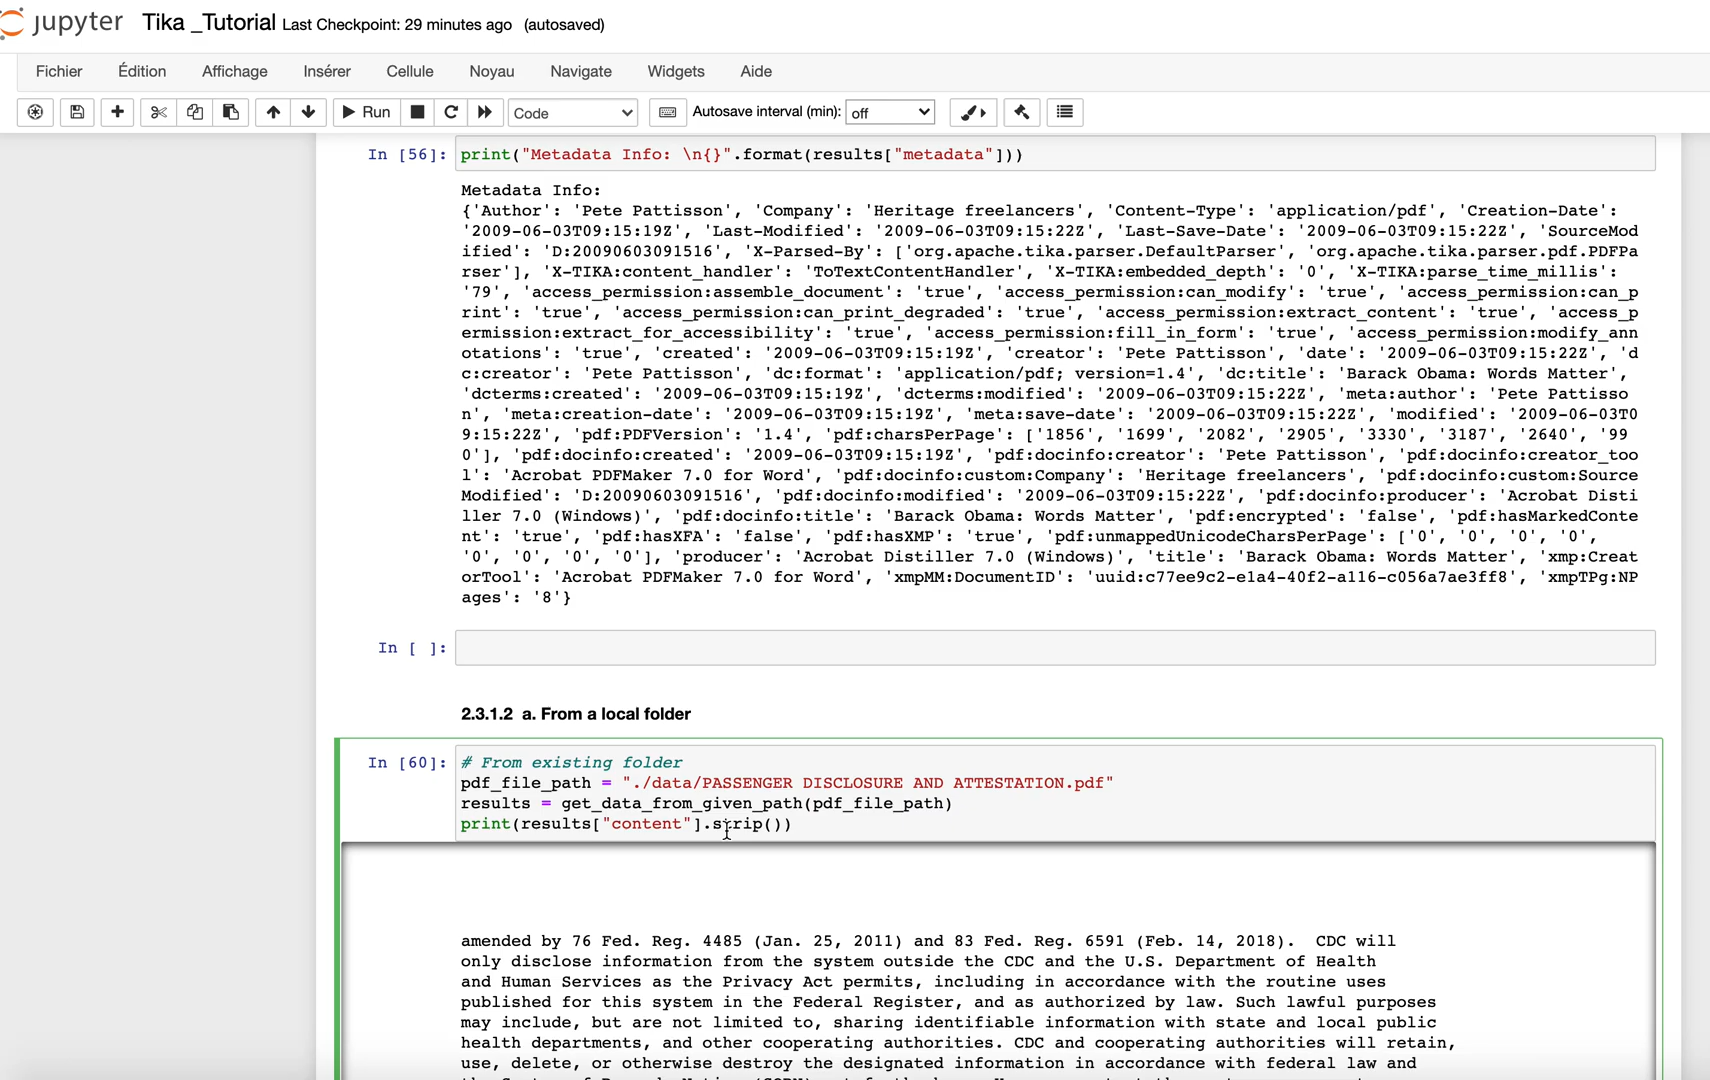 jupyter Tika _Tutorial Last Checkpoint: 29 minutes ago (autosaved)
Fichier Édition Affichage Insérer Cellule Noyau Navigate Widgets Aide
Run Code Autosave interval (min): off
In [56]: print("Metadata Info: \n{}".format(results["metadata"]))
Metadata Info:
{'Author': 'Pete Pattisson', 'Company': 'Heritage freelancers', 'Content-Type': 'application/pdf', 'Creation-Date':
'2009-06-03T09:15:19Z', 'Last-Modified': '2009-06-03T09:15:22Z', 'Last-Save-Date': '2009-06-03T09:15:22Z', 'SourceMod
ified': 'D:20090603091516', 'X-Parsed-By': ['org.apache.tika.parser.DefaultParser', 'org.apache.tika.parser.pdf.PDFPa
rser'], 'X-TIKA:content_handler': 'ToTextContentHandler', 'X-TIKA:embedded_depth': '0', 'X-TIKA:parse_time_millis':
'79', 'access_permission:assemble_document': 'true', 'access_permission:can_modify': 'true', 'access_permission:can_p
rint': 'true', 'access_permission:can_print_degraded': 'true', 'access_permission:extract_content': 'true', 'access_p
ermission:extract_for_accessibility': 'true', 'access_permission:fill_in_form': 'true', 'access_permission:modify_ann
otations': 'true', 'created': '2009-06-03T09:15:19Z', 'creator': 'Pete Pattisson', 'date': '2009-06-03T09:15:22Z', 'd
c:creator': 'Pete Pattisson', 'dc:format': 'application/pdf; version=1.4', 'dc:title': 'Barack Obama: Words Matter',
'dcterms:created': '2009-06-03T09:15:19Z', 'dcterms:modified': '2009-06-03T09:15:22Z', 'meta:author': 'Pete Pattisso
n', 'meta:creation-date': '2009-06-03T09:15:19Z', 'meta:save-date': '2009-06-03T09:15:22Z', 'modified': '2009-06-03T0
9:15:22Z', 'pdf:PDFVersion': '1.4', 'pdf:charsPerPage': ['1856', '1699', '2082', '2905', '3330', '3187', '2640', '99
0'], 'pdf:docinfo:created': '2009-06-03T09:15:19Z', 'pdf:docinfo:creator': 'Pete Pattisson', 'pdf:docinfo:creator_too
l': 'Acrobat PDFMaker 7.0 for Word', 'pdf:docinfo:custom:Company': 'Heritage freelancers', 'pdf:docinfo:custom:Source
Modified': 'D:20090603091516', 'pdf:docinfo:modified': '2009-06-03T09:15:22Z', 'pdf:docinfo:producer': 'Acrobat Disti
ller 7.0 (Windows)', 'pdf:docinfo:title': 'Barack Obama: Words Matter', 'pdf:encrypted': 'false', 'pdf:hasMarkedConte
nt': 'true', 'pdf:hasXFA': 'false', 'pdf:hasXMP': 'true', 'pdf:unmappedUnicodeCharsPerPage': ['0', '0', '0', '0',
'0', '0', '0', '0'], 'producer': 'Acrobat Distiller 7.0 (Windows)', 'title': 'Barack Obama: Words Matter', 'xmp:Creat
orTool': 'Acrobat PDFMaker 7.0 for Word', 'xmpMM:DocumentID': 'uuid:c77ee9c2-e1a4-40f2-a116-c056a7ae3ff8', 'xmpTPg:NP
ages': '8'}
In [ ]:
2.3.1.2 a. From a local folder
In [60]: # From existing folder
pdf_file_path = "./data/PASSENGER DISCLOSURE AND ATTESTATION.pdf"
results = get_data_from_given_path(pdf_file_path)
print(results["content"].strip())
amended by 76 Fed. Reg. 4485 (Jan. 25, 2011) and 83 Fed. Reg. 6591 (Feb. 14, 2018). CDC will
only disclose information from the system outside the CDC and the U.S. Department of Health
and Human Services as the Privacy Act permits, including in accordance with the routine uses
published for this system in the Federal Register, and as authorized by law. Such lawful purposes
may include, but are not limited to, sharing identifiable information with state and local public
health departments, and other cooperating authorities. CDC and cooperating authorities will retain,
use, delete, or otherwise destroy the designated information in accordance with federal law and